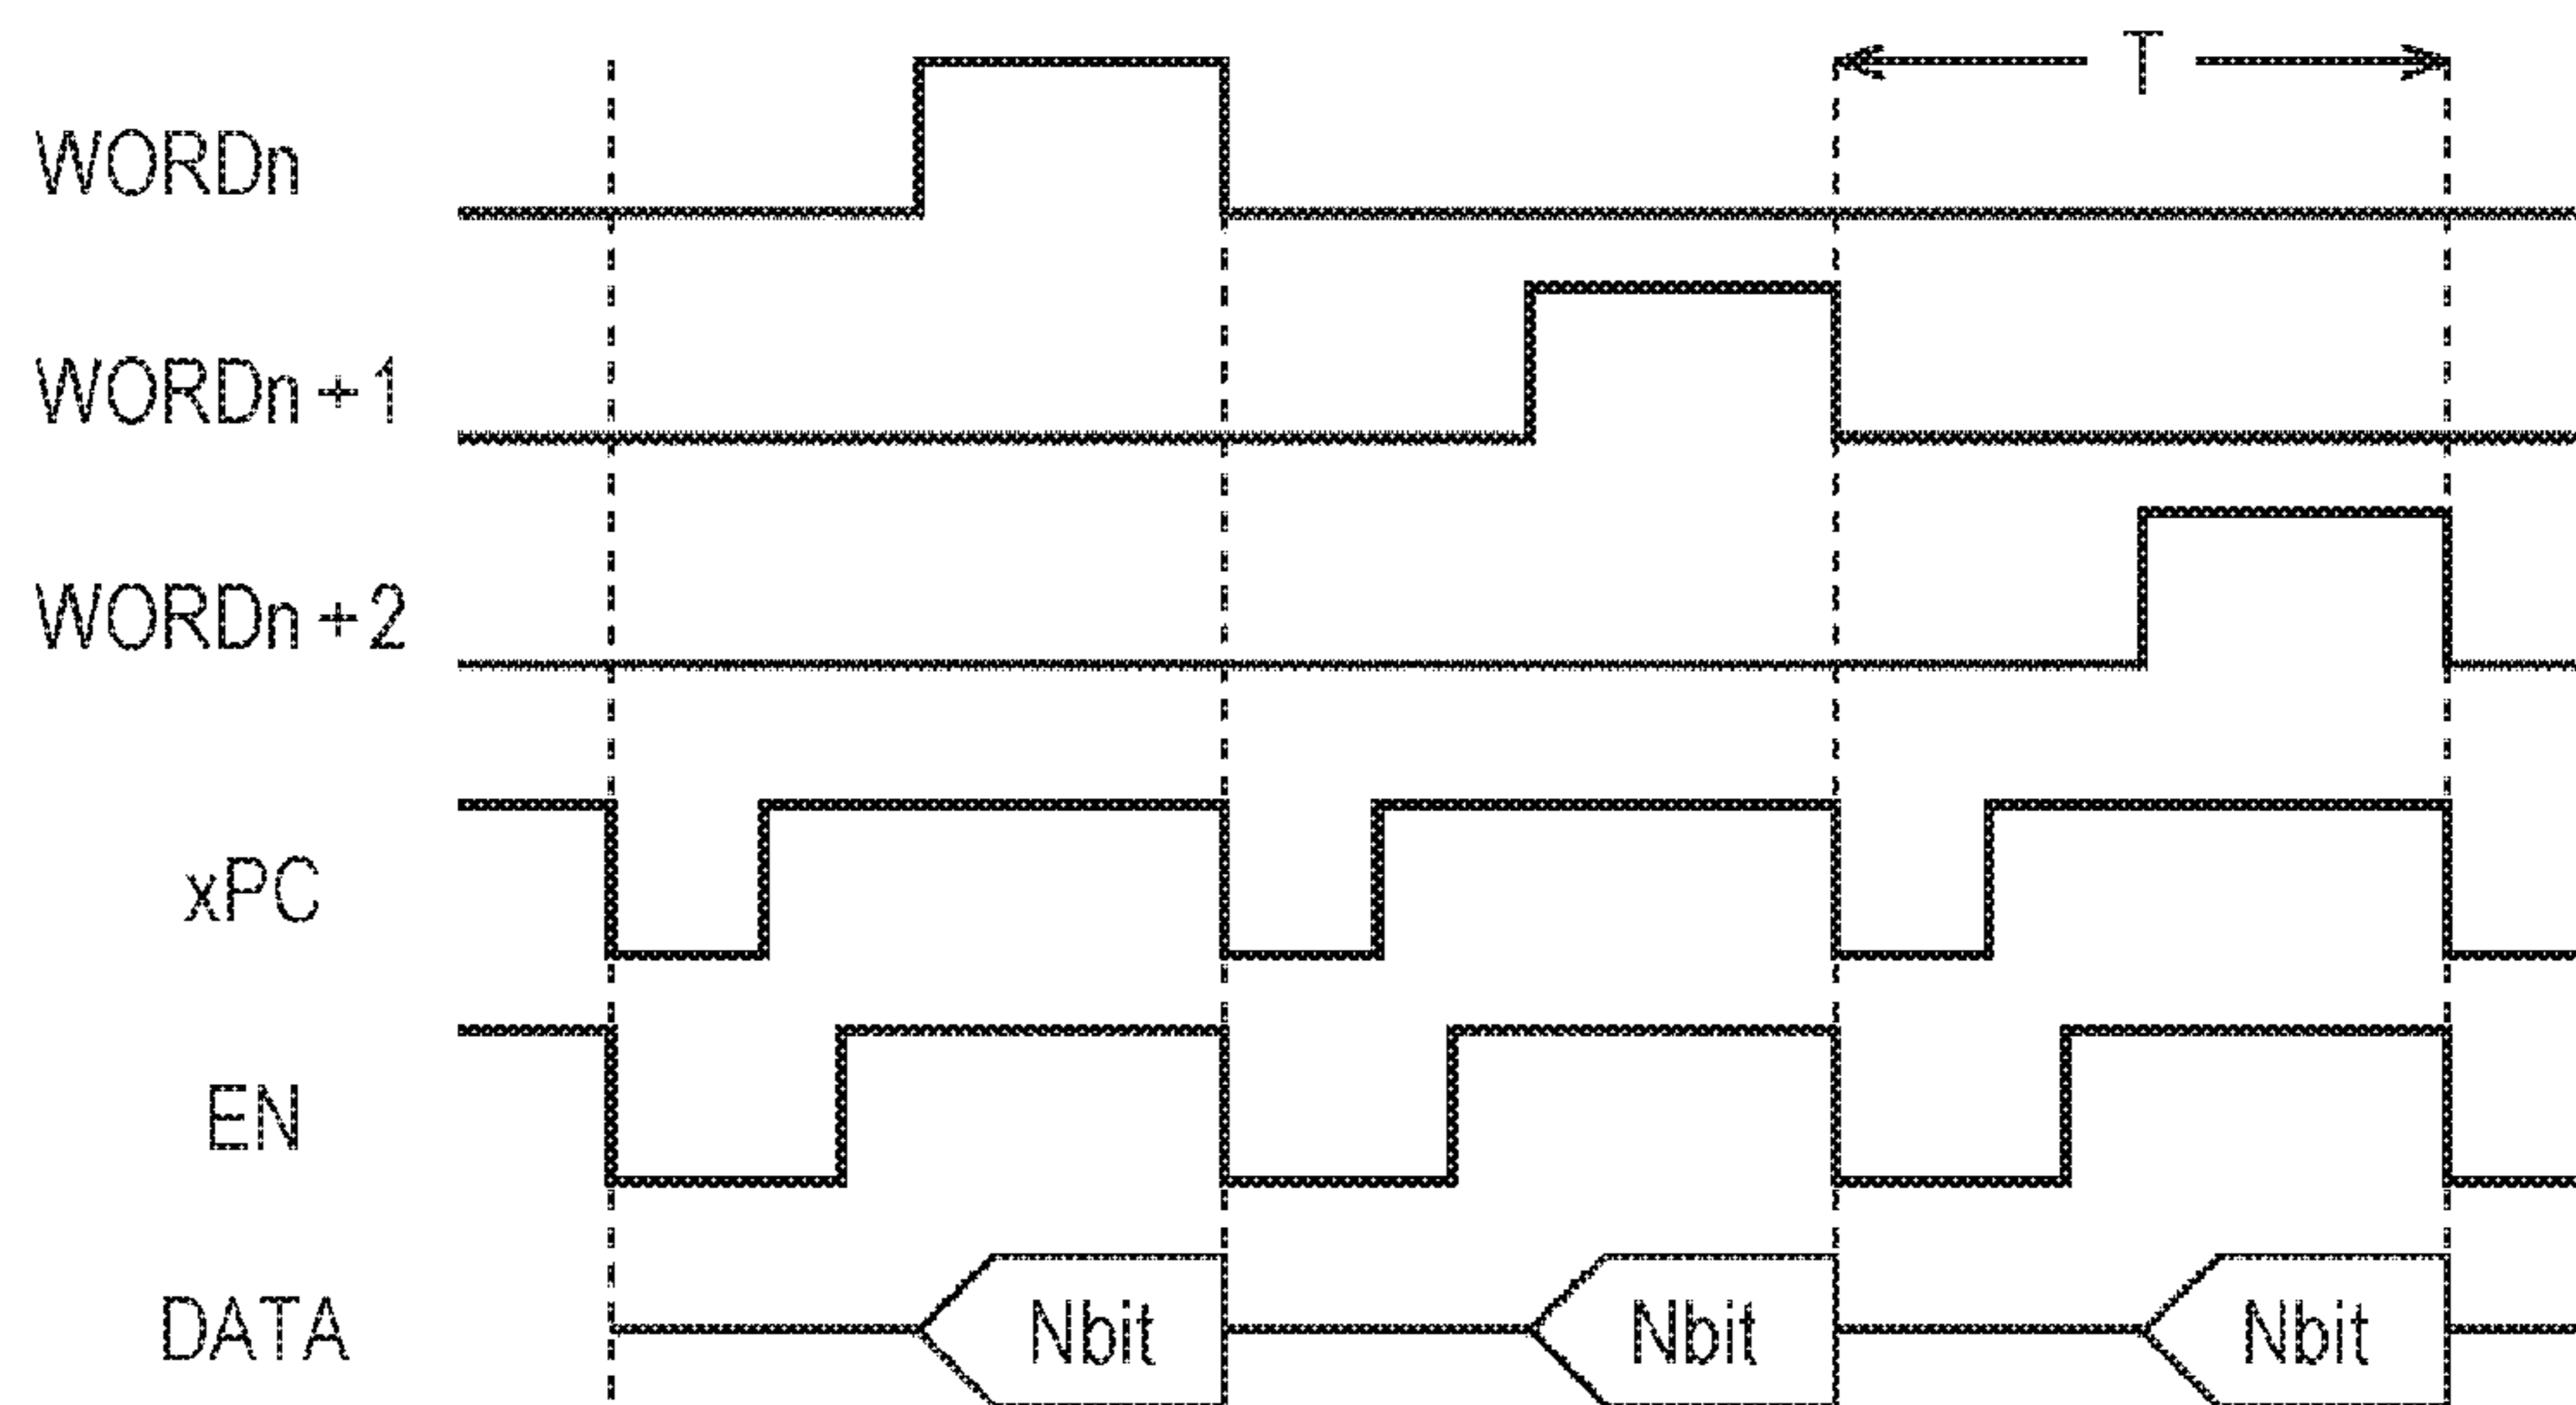 T
WORDn
WORDn + 1
WORDn + 2
xPC
EN
DATA Nbit Nbit Nbit